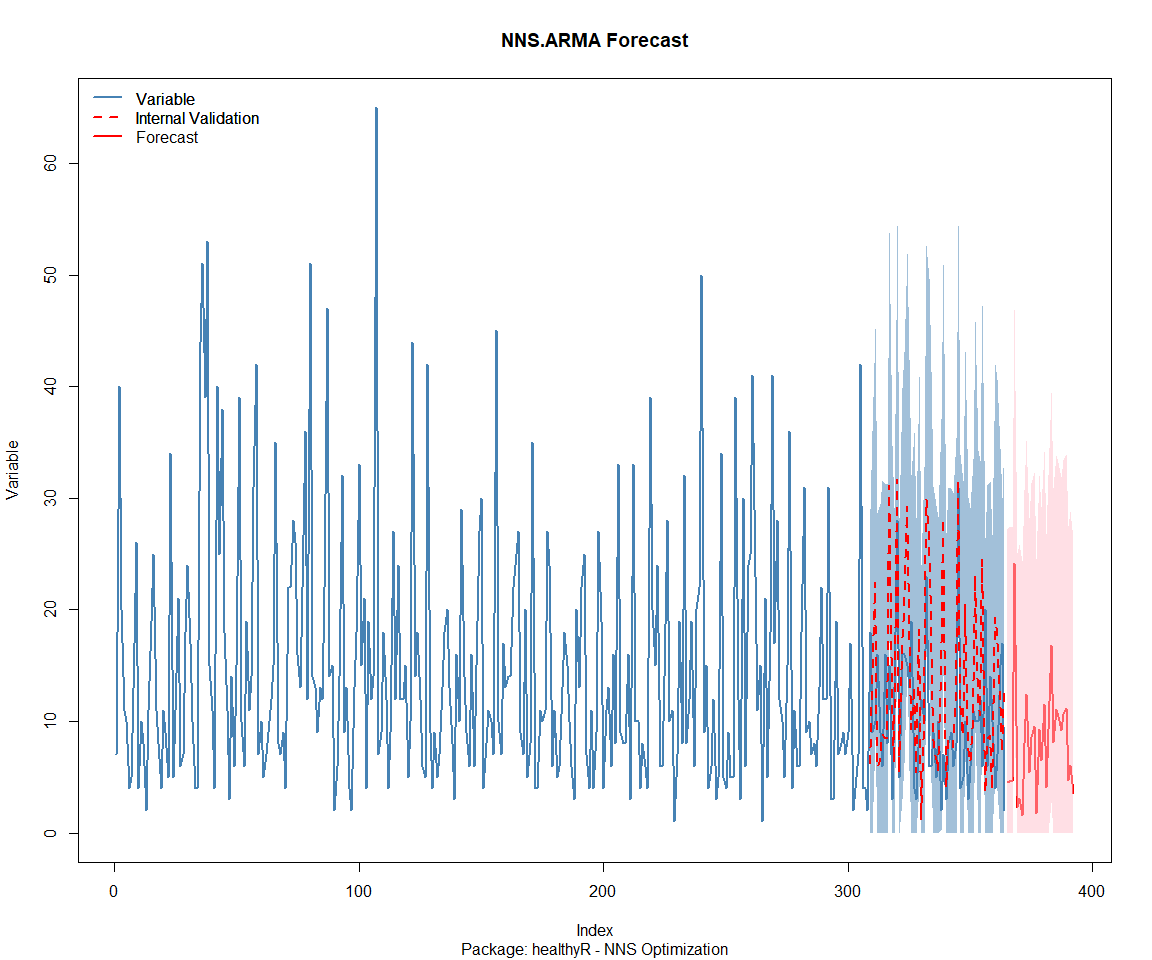 NNS.ARMA Forecast
Variable
Internal Validation
Forecast
Variable
60
50
40
30
20
10
0
0 100 200 300 400
Index
Package: healthyR - NNS Optimization